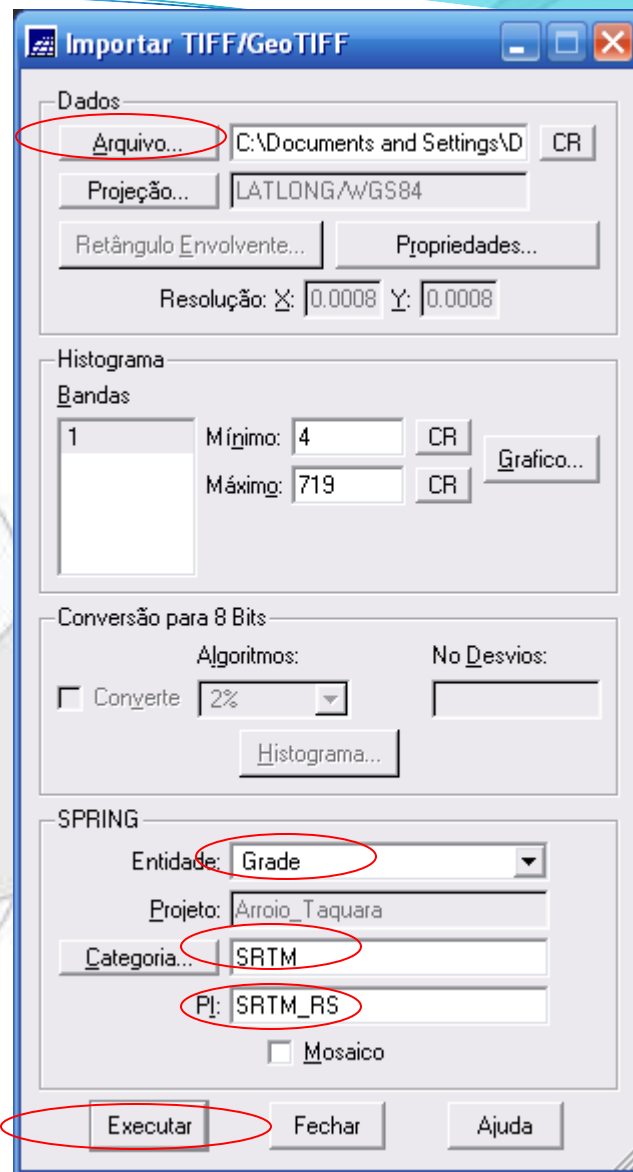 Importar TIFF/GeoTIFF
Dados
Arquivo... C:\Documents and Settings\D CR
Projeção... LATLONG/WGS84
Retângulo Envolvente... Propriedades...
Resolução: X: 0.0008 Y: 0.0008
Histograma
Bandas
1 Mínimo: 4 CR
Grafico...
Máximo: 719 CR
Conversão para 8 Bits
Algoritmos: No Desvios:
Converte 2%
Histograma...
SPRING
Entidade: Grade
Projeto: Arroio_Taquara
Categoria... SRTM
PI: SRTM_RS
Mosaico
Executar Fechar Ajuda